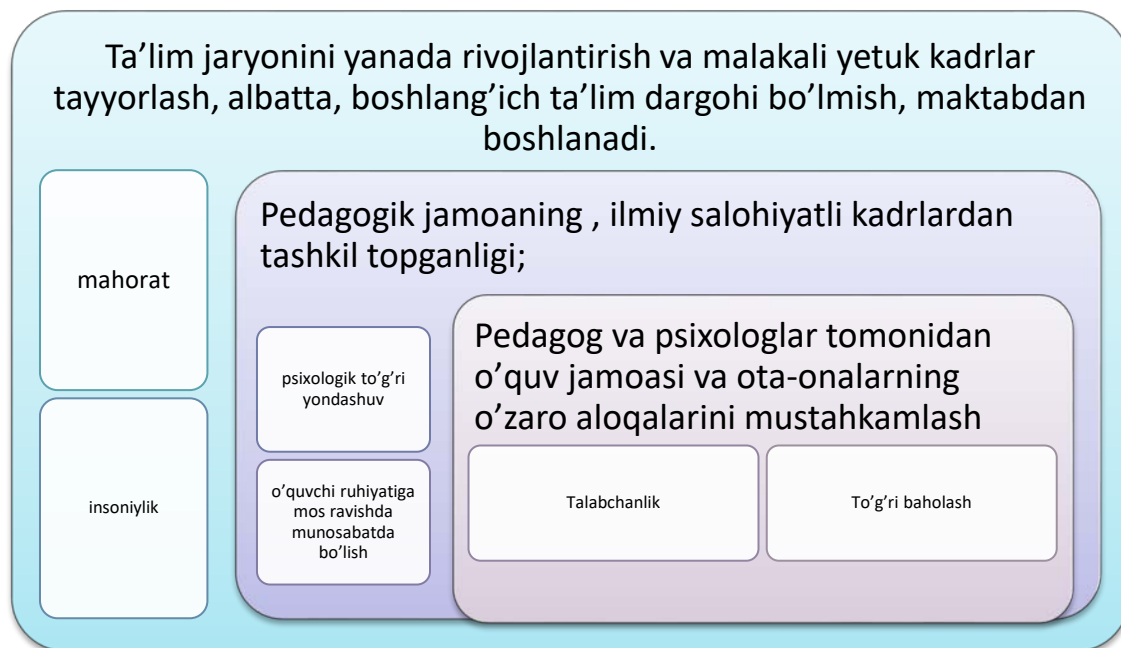 Ta’lim jaryonini yanada rivojlantirish va malakali yetuk kadrlar
tayyorlash, albatta, boshlang’ich ta’lim dargohi bo’lmish, maktabdan
boshlanadi.
mahorat
insoniylik
Pedagogik jamoaning , ilmiy salohiyatli kadrlardan
tashkil topganligi;
psixologik to’g’ri
yondashuv
o’quvchi ruhiyatiga
mos ravishda
munosabatda
bo’lish
Pedagog va psixologlar tomonidan
o’quv jamoasi va ota-onalarning
o’zaro aloqalarini mustahkamlash
Talabchanlik
To’g’ri baholash